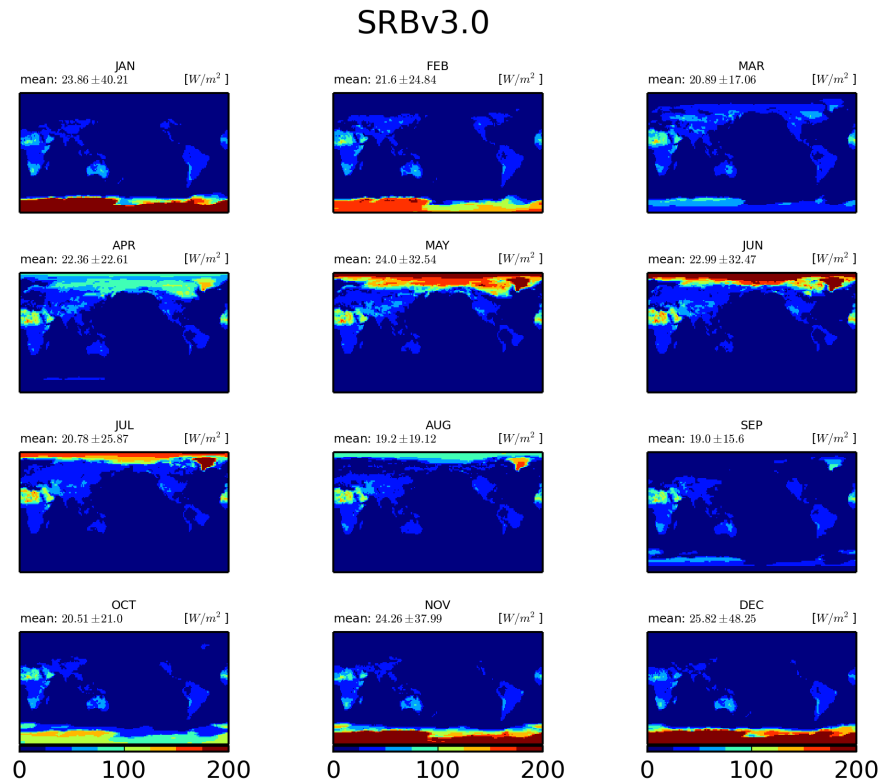 SRBv3.0
JAN FEB MAR
mean: 23.86 ± 40.21 [W/m² ] mean: 21.6 ± 24.84 [W/m² ] mean: 20.89 ± 17.06 [W/m² ]
APR MAY JUN
mean: 22.36 ± 22.61 [W/m² ] mean: 24.0 ± 32.54 [W/m² ] mean: 22.99 ± 32.47 [W/m² ]
JUL AUG SEP
mean: 20.78 ± 25.87 [W/m² ] mean: 19.2 ± 19.12 [W/m² ] mean: 19.0 ± 15.6 [W/m² ]
OCT NOV DEC
mean: 20.51 ± 21.0 [W/m² ] mean: 24.26 ± 37.99 [W/m² ] mean: 25.82 ± 48.25 [W/m² ]
0 100 200 0 100 200 0 100 200